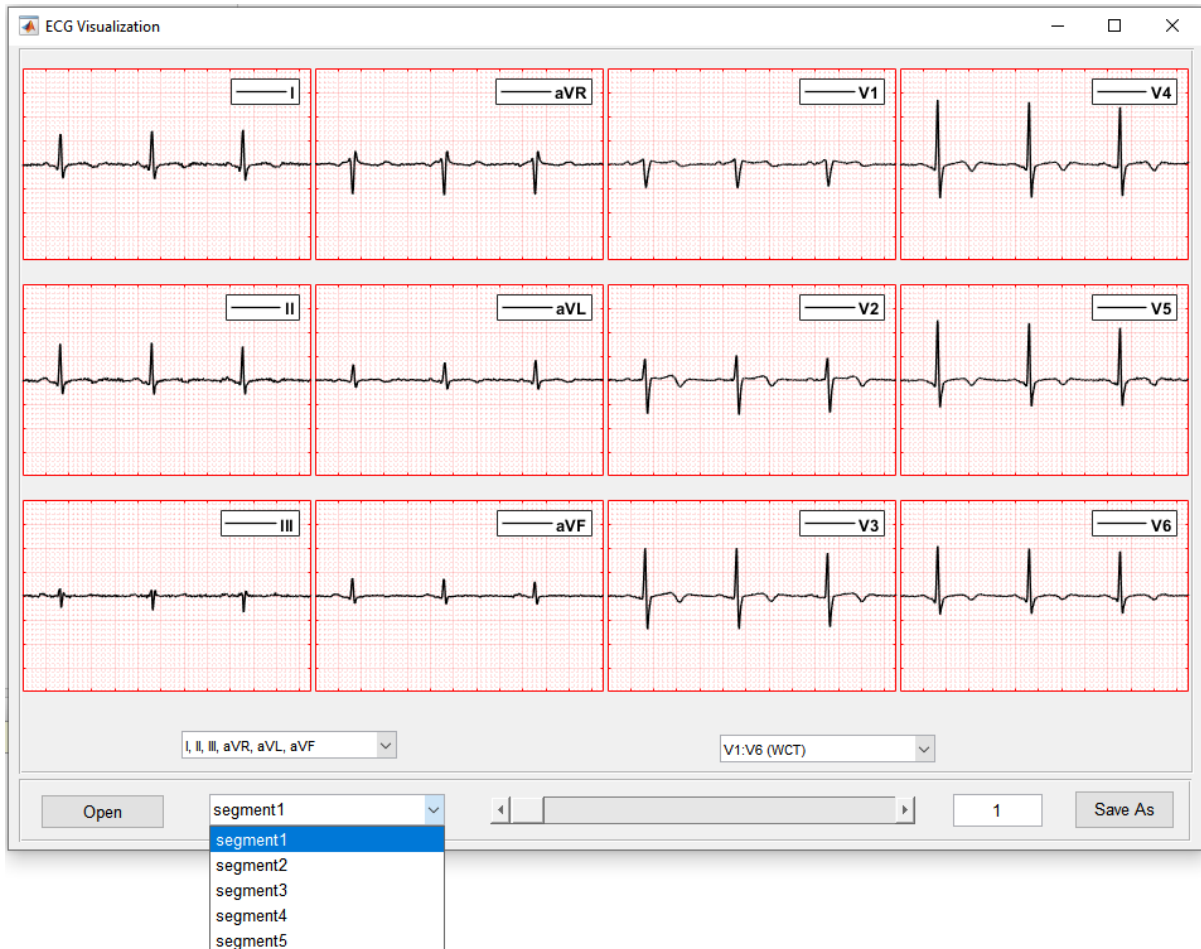 ECG Visualization
I
aVR
V1
V4
II
aVL
V2
V5
III
aVF
V3
V6
I, II, III, aVR, aVL, aVF
V1:V6 (WCT)
Open
segment1
1
Save As
segment1
segment2
segment3
segment4
segment5